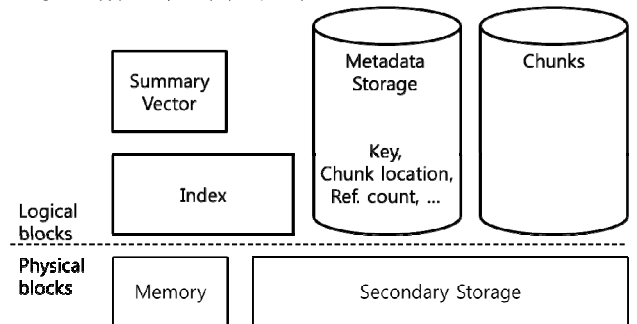 Summary
Vector
Metadata
Storage
Chunks
Key,
Chunk location,
Ref. count, ...
Index
Logical
blocks
Physical
blocks
Memory
Secondary Storage